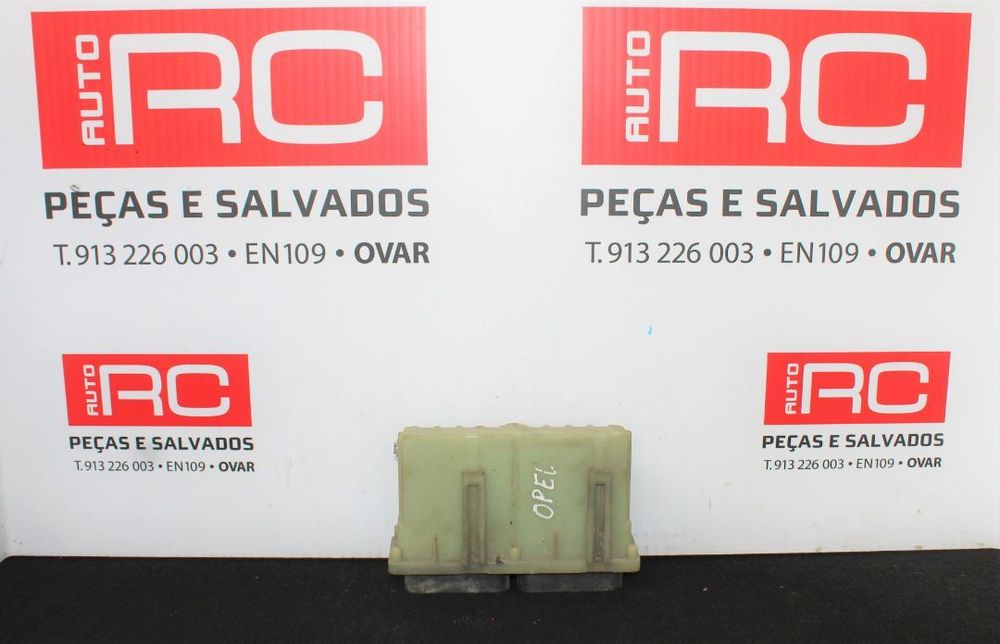 AUTO RC
PEÇAS E SALVADOS
T. 913 226 003 • EN109 • OVAR
AUTO RC
PEÇAS E SALVADOS
T. 913 226 003 • EN109 • OVAR
AUTO RC
PEÇAS E SALVADOS
T. 913 226 003 • EN109 • OVAR
AUTO RC
PEÇAS E SALVADOS
T. 913 226 003 • EN109 • OVAR
OPEL